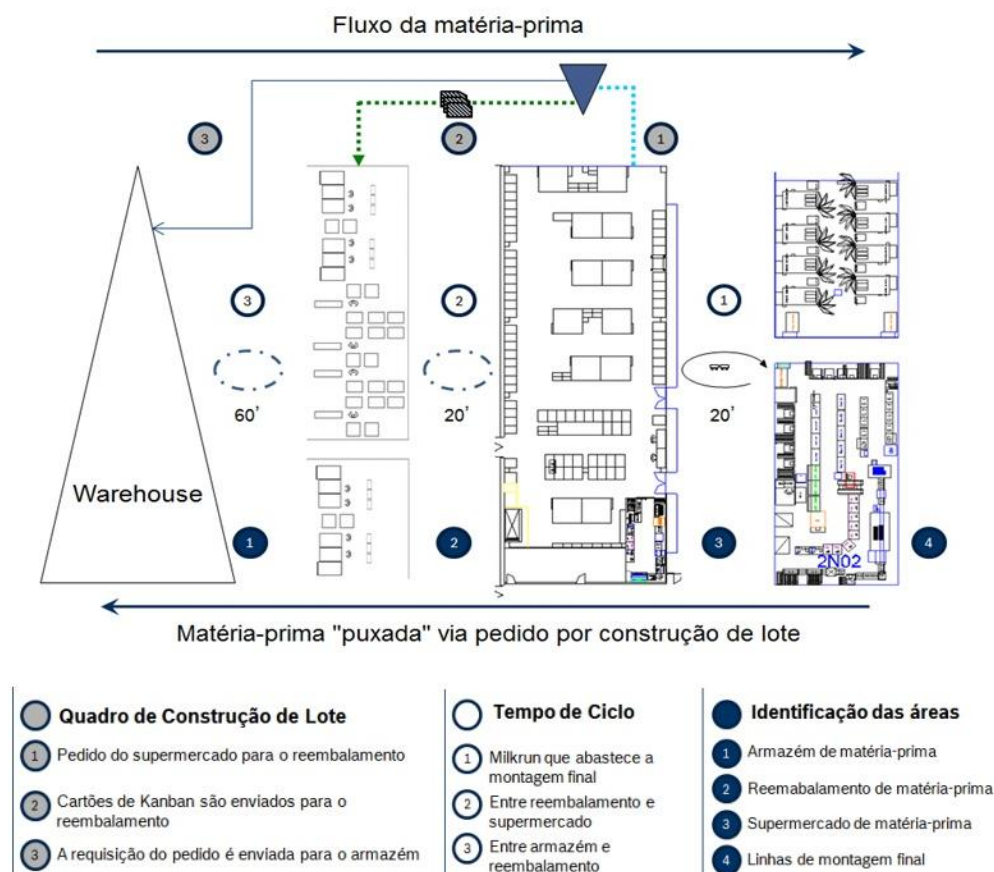 Fluxo da matéria-prima
3
2
1
3
2
1
60'
20'
20'
Warehouse
1
2
3
4
2N02
Matéria-prima "puxada" via pedido por construção de lote
Quadro de Construção de Lote
1 Pedido do supermercado para o reembalamento
2 Cartões de Kanban são enviados para o
reembalamento
3 A requisição do pedido é enviada para o armazém
Tempo de Ciclo
1 Milkrun que abastece a
montagem final
2 Entre reembalamento e
supermercado
3 Entre armazém e
reembalamento
Identificação das áreas
1 Armazém de matéria-prima
2 Reemabalamento de matéria-prima
3 Supermercado de matéria-prima
4 Linhas de montagem final